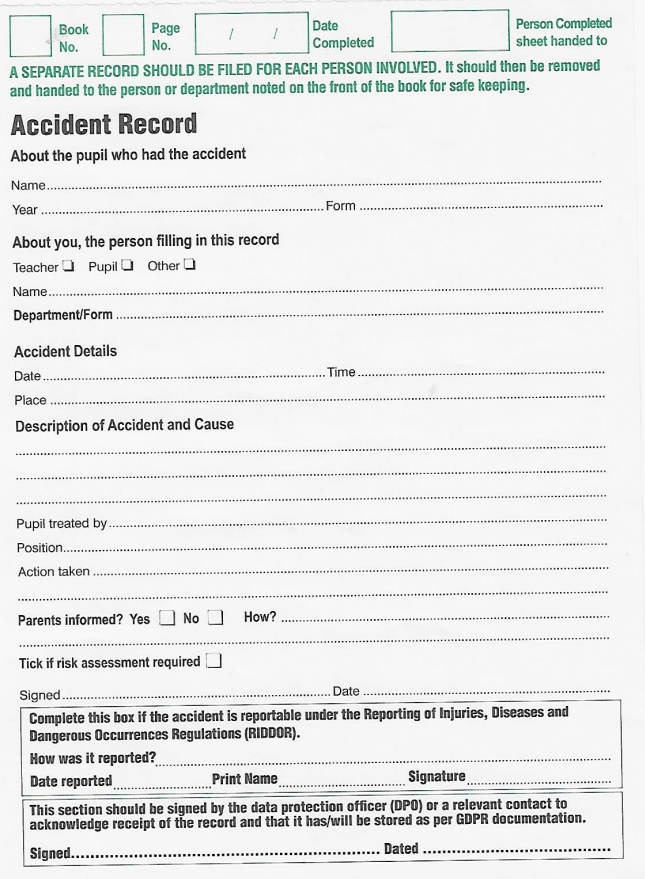 Book No.
Page No.
/ /
Date Completed
Person Completed sheet handed to
A SEPARATE RECORD SHOULD BE FILED FOR EACH PERSON INVOLVED. It should then be removed
and handed to the person or department noted on the front of the book for safe keeping.
Accident Record
About the pupil who had the accident
Name
Year Form
About you, the person filling in this record
Teacher Pupil Other
Name
Department/Form
Accident Details
Date Time
Place
Description of Accident and Cause
Pupil treated by
Position
Action taken
Parents informed? Yes No How?
Tick if risk assessment required
Signed Date
Complete this box if the accident is reportable under the Reporting of Injuries, Diseases and
Dangerous Occurrences Regulations (RIDDOR).
How was it reported?
Date reported Print Name Signature
This section should be signed by the data protection officer (DPO) or a relevant contact to
acknowledge receipt of the record and that it has/will be stored as per GDPR documentation.
Signed Dated